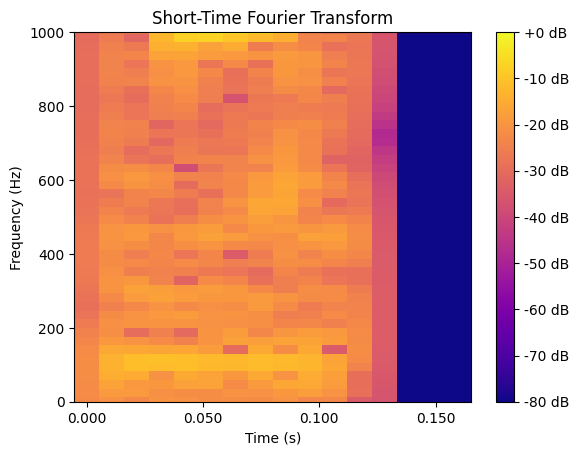 Short-Time Fourier Transform
1000
800
600
400
200
0
Frequency (Hz)
0.000
0.050
0.100
0.150
Time (s)
+0 dB
-10 dB
-20 dB
-30 dB
-40 dB
-50 dB
-60 dB
-70 dB
-80 dB